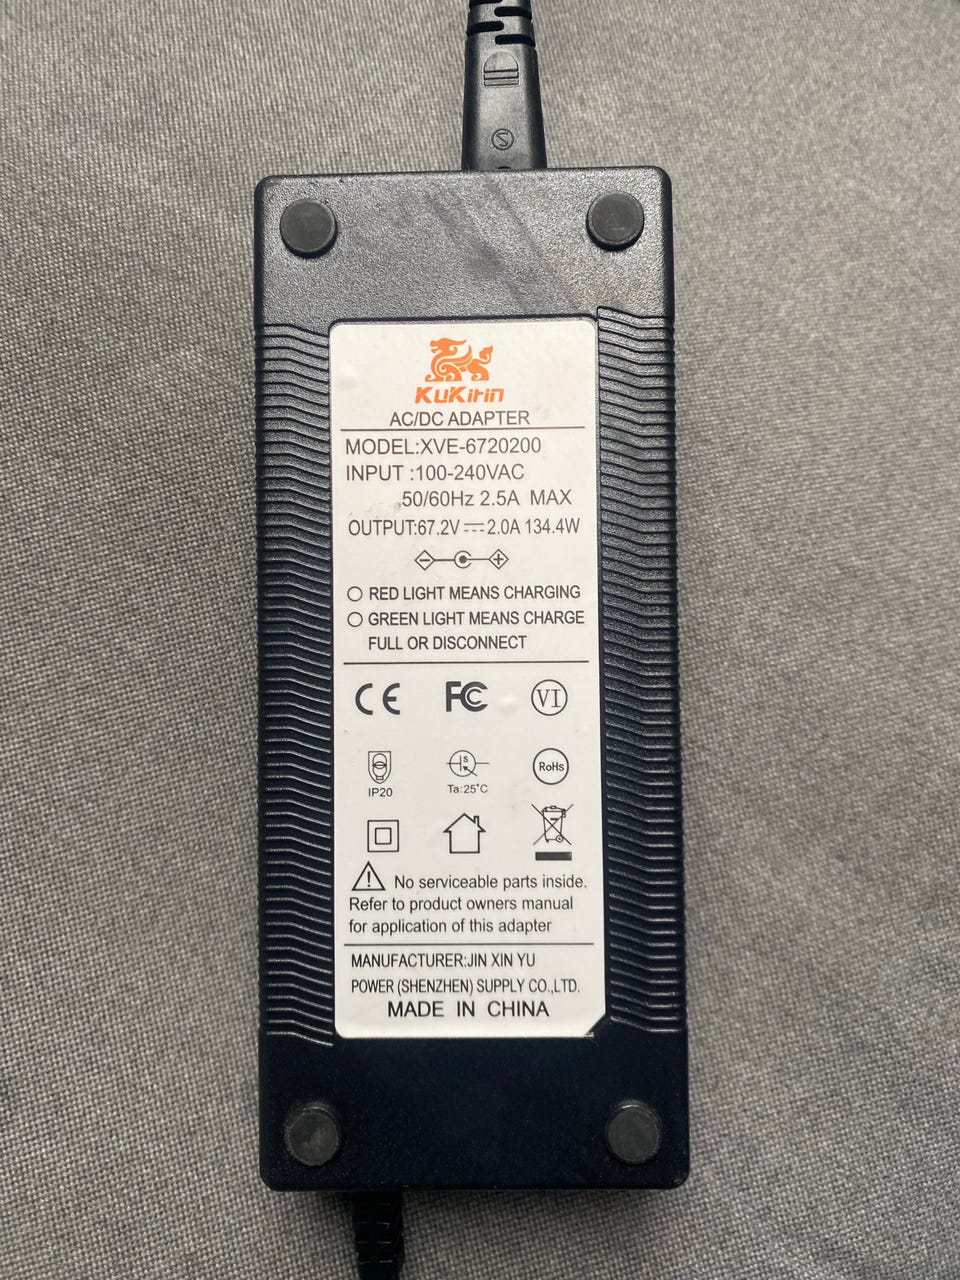 KuKirin
AC/DC ADAPTER
MODEL:XVE-6720200
INPUT :100-240VAC
50/60Hz 2.5A MAX
OUTPUT:67.2V⎓2.0A 134.4W
RED LIGHT MEANS CHARGING
GREEN LIGHT MEANS CHARGE
FULL OR DISCONNECT
CE FC VI
S RoHS
IP20 Ta:25°C
No serviceable parts inside.
Refer to product owners manual
for application of this adapter
MANUFACTURER:JIN XIN YU
POWER (SHENZHEN) SUPPLY CO.,LTD.
MADE IN CHINA